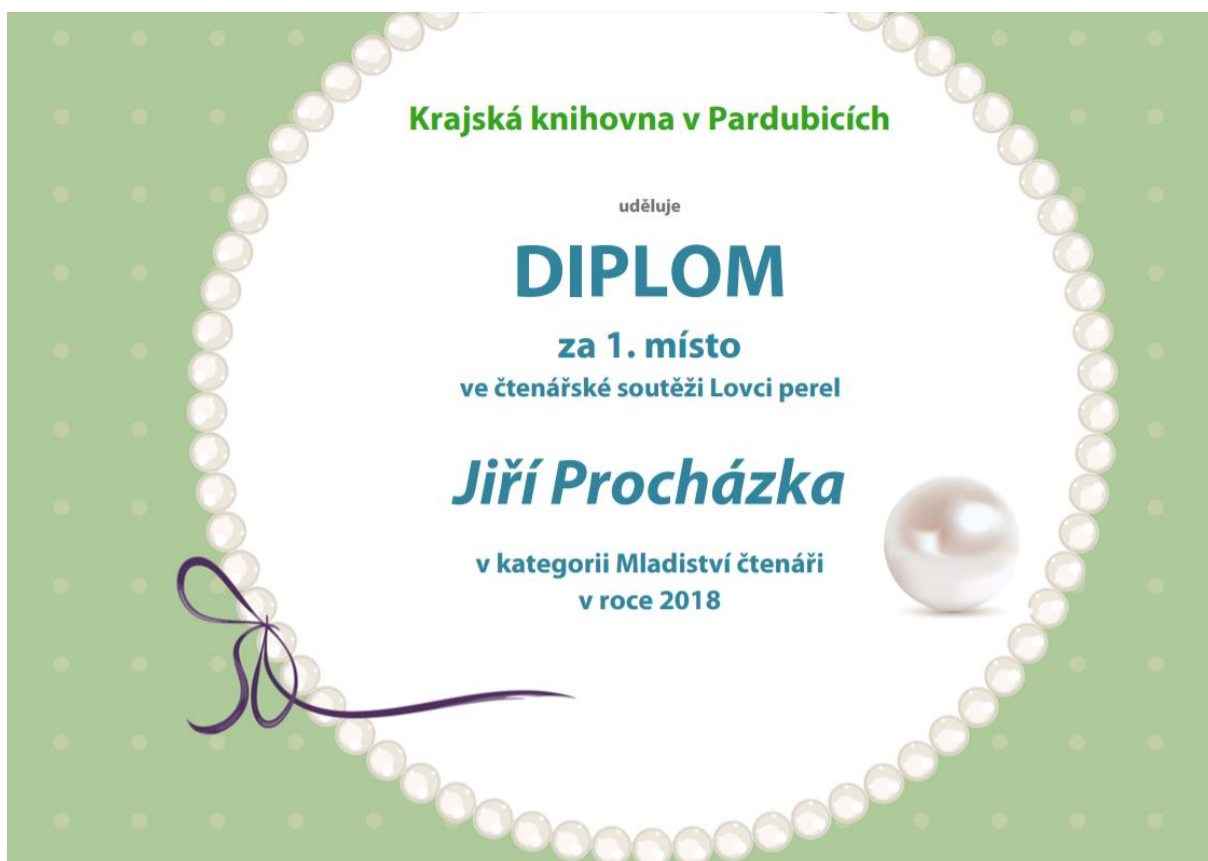 Krajská knihovna v Pardubicích
uděluje
DIPLOM
za 1. místo
ve čtenářské soutěži Lovci perel
Jiří Procházka
v kategorii Mladiství čtenáři
v roce 2018